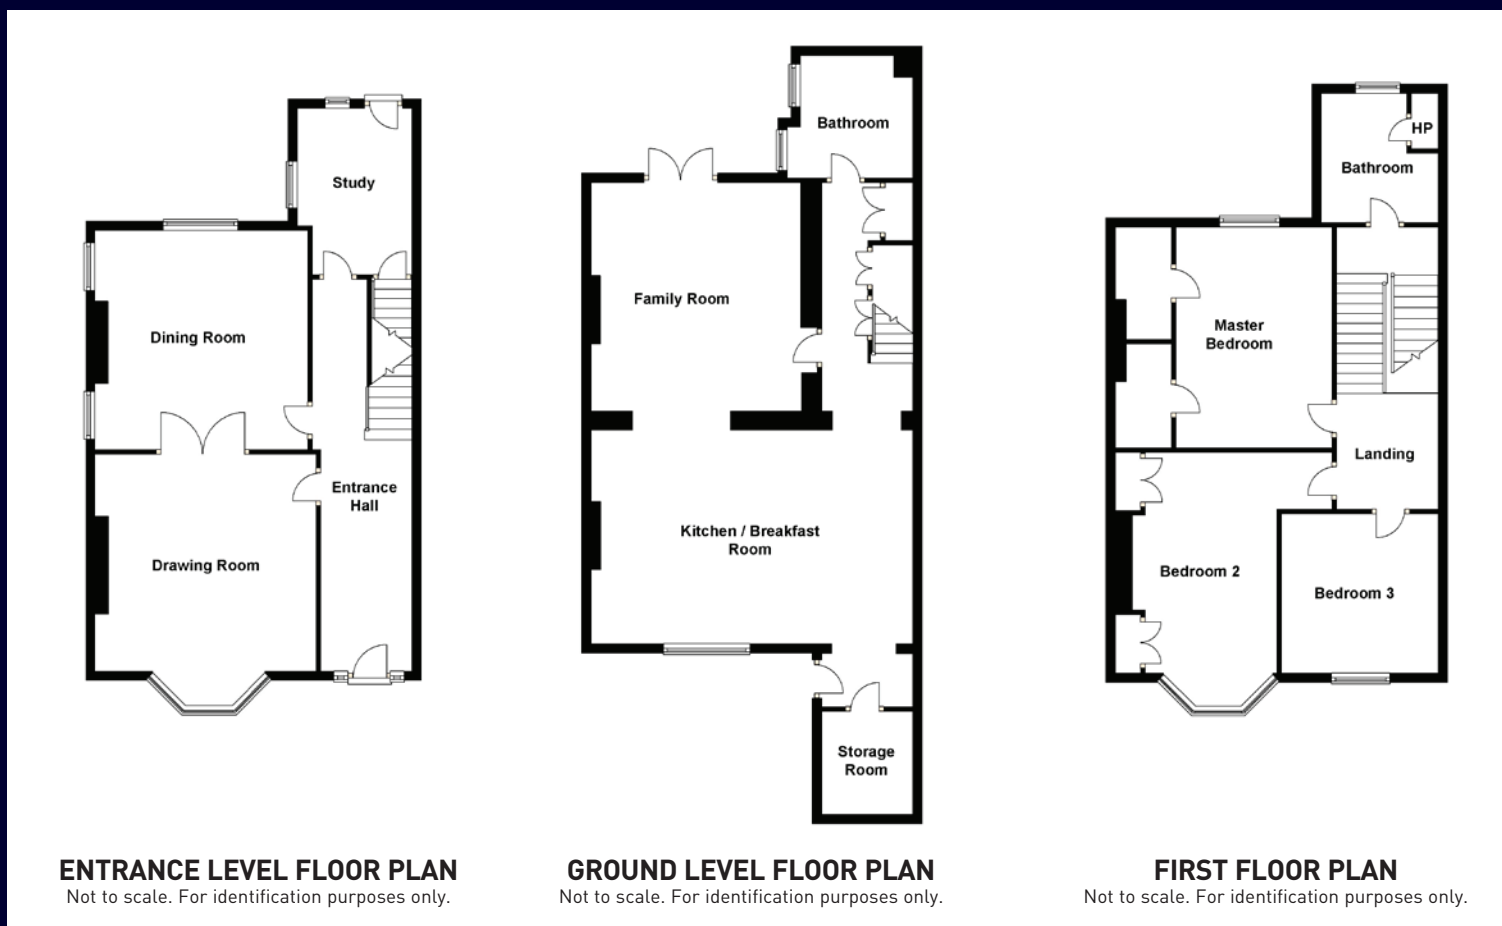 Study
Dining Room
Entrance
Hall
Drawing Room
ENTRANCE LEVEL FLOOR PLAN
Not to scale. For identification purposes only.
Bathroom
Family Room
Kitchen / Breakfast
Room
Storage
Room
GROUND LEVEL FLOOR PLAN
Not to scale. For identification purposes only.
HP
Bathroom
Master
Bedroom
Landing
Bedroom 2
Bedroom 3
FIRST FLOOR PLAN
Not to scale. For identification purposes only.